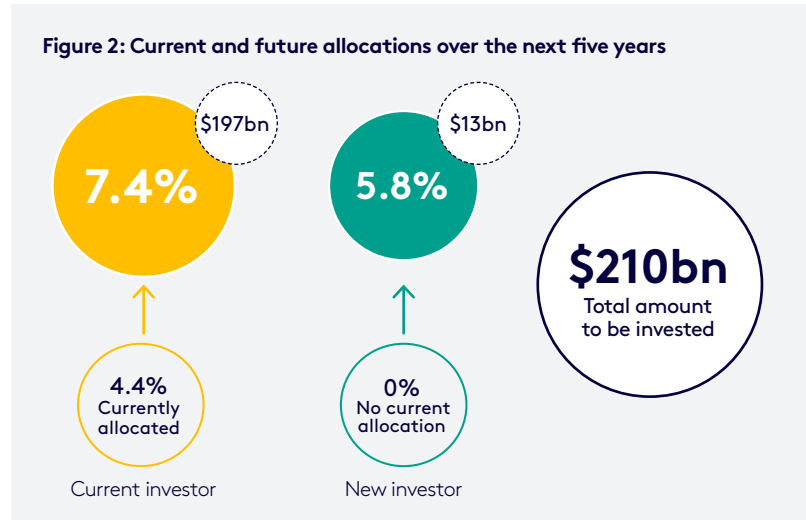 Figure 2: Current and future allocations over the next five years
$197bn
7.4%
$13bn
5.8%
$210bn
Total amount
to be invested
4.4%
Currently
allocated
0%
No current
allocation
Current investor
New investor